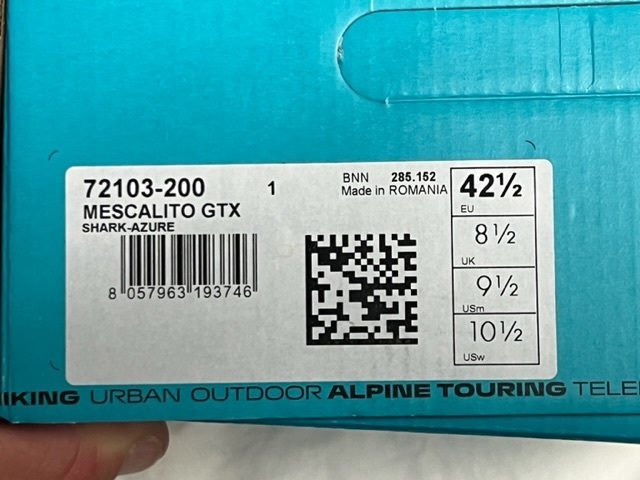 72103-200 1 BNN 285.152
Made in ROMANIA
MESCALITO GTX
SHARK-AZURE
8 057963 193746
42½
EU
8½
UK
9½
USm
10½
USw
IKING URBAN OUTDOOR ALPINE TOURING TELE